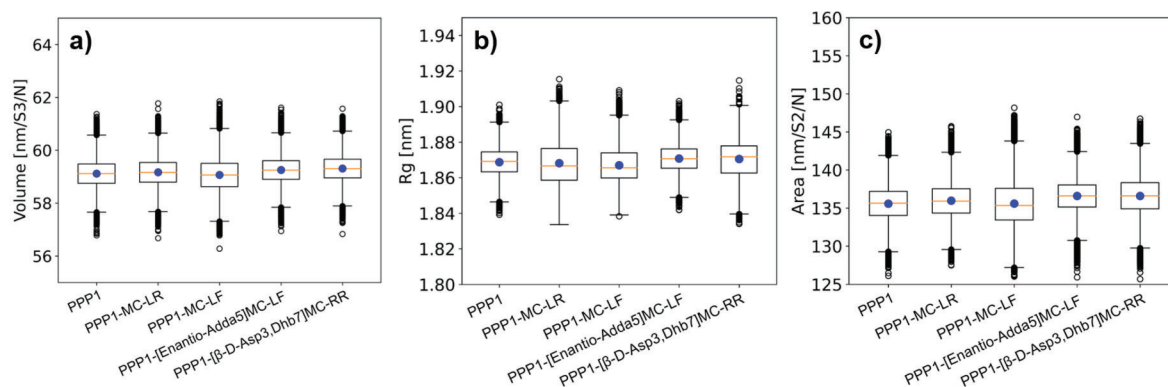 a)
Volume [nm/S3/N]
64
62
60
58
56
PPP1
PPP1-MC-LR
PPP1-MC-LF
PPP1-[Enantio-Adda5]MC-LF
PPP1-[β-D-Asp3,Dhb7]MC-RR
b)
Rg [nm]
1.94
1.92
1.90
1.88
1.86
1.84
1.82
1.80
PPP1
PPP1-MC-LR
PPP1-MC-LF
PPP1-[Enantio-Adda5]MC-LF
PPP1-[β-D-Asp3,Dhb7]MC-RR
c)
Area [nm/S2/N]
160
155
150
145
140
135
130
125
PPP1
PPP1-MC-LR
PPP1-MC-LF
PPP1-[Enantio-Adda5]MC-LF
PPP1-[β-D-Asp3,Dhb7]MC-RR